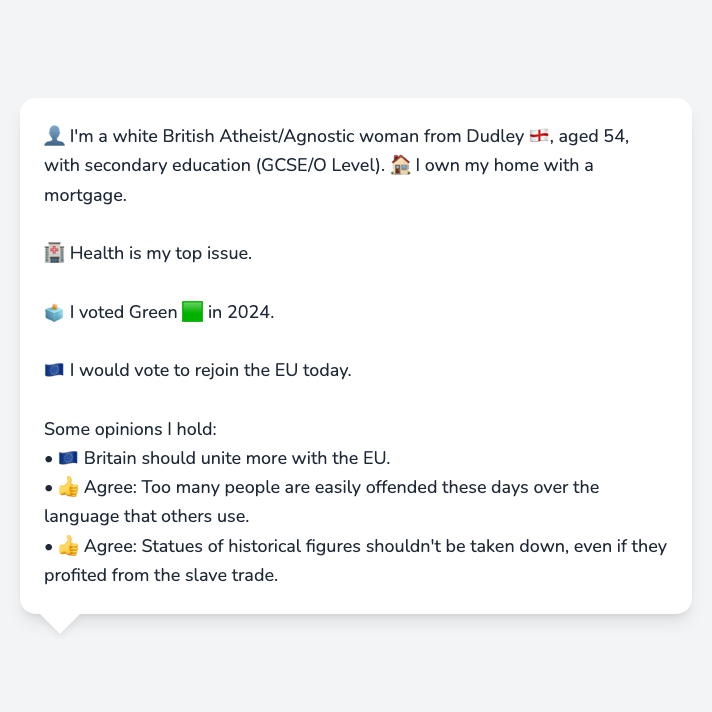 👤 I'm a white British Atheist/Agnostic woman from Dudley 🏴󠁧󠁢󠁥󠁮󠁧󠁿, aged 54,
with secondary education (GCSE/O Level). 🏠 I own my home with a
mortgage.
🏥 Health is my top issue.
🗳️ I voted Green 🟩 in 2024.
🇪🇺 I would vote to rejoin the EU today.
Some opinions I hold:
• 🇪🇺 Britain should unite more with the EU.
• 👍 Agree: Too many people are easily offended these days over the
language that others use.
• 👍 Agree: Statues of historical figures shouldn't be taken down, even if they
profited from the slave trade.